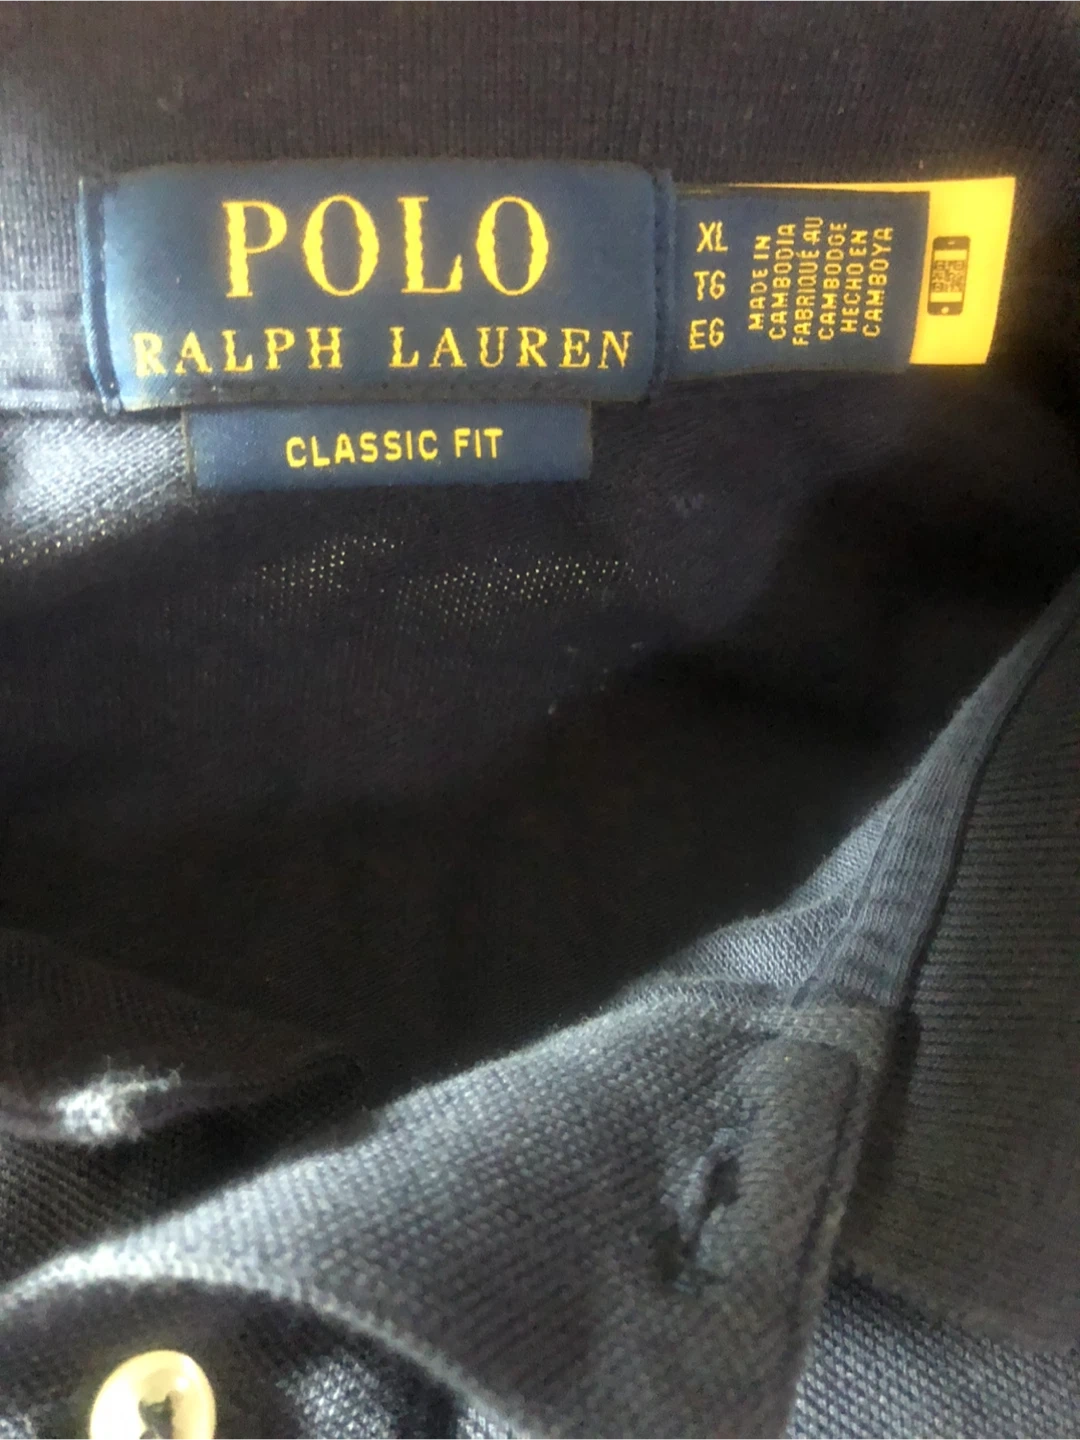 POLO
RALPH LAUREN
CLASSIC FIT
XL
TG
EG
MADE IN
CAMBODIA
FABRIQUÉ AU
CAMBODGE
HECHO EN
CAMBOYA